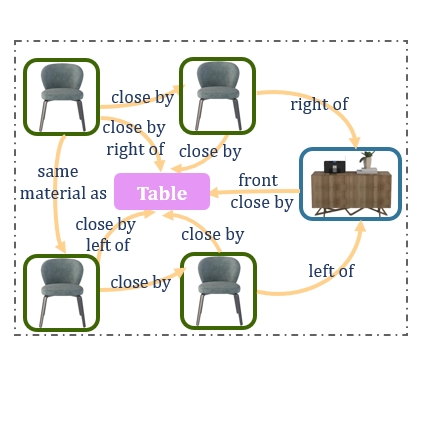 close by
right of
close by
right of
close by
same
material as
Table
front
close by
close by
left of
close by
close by
left of